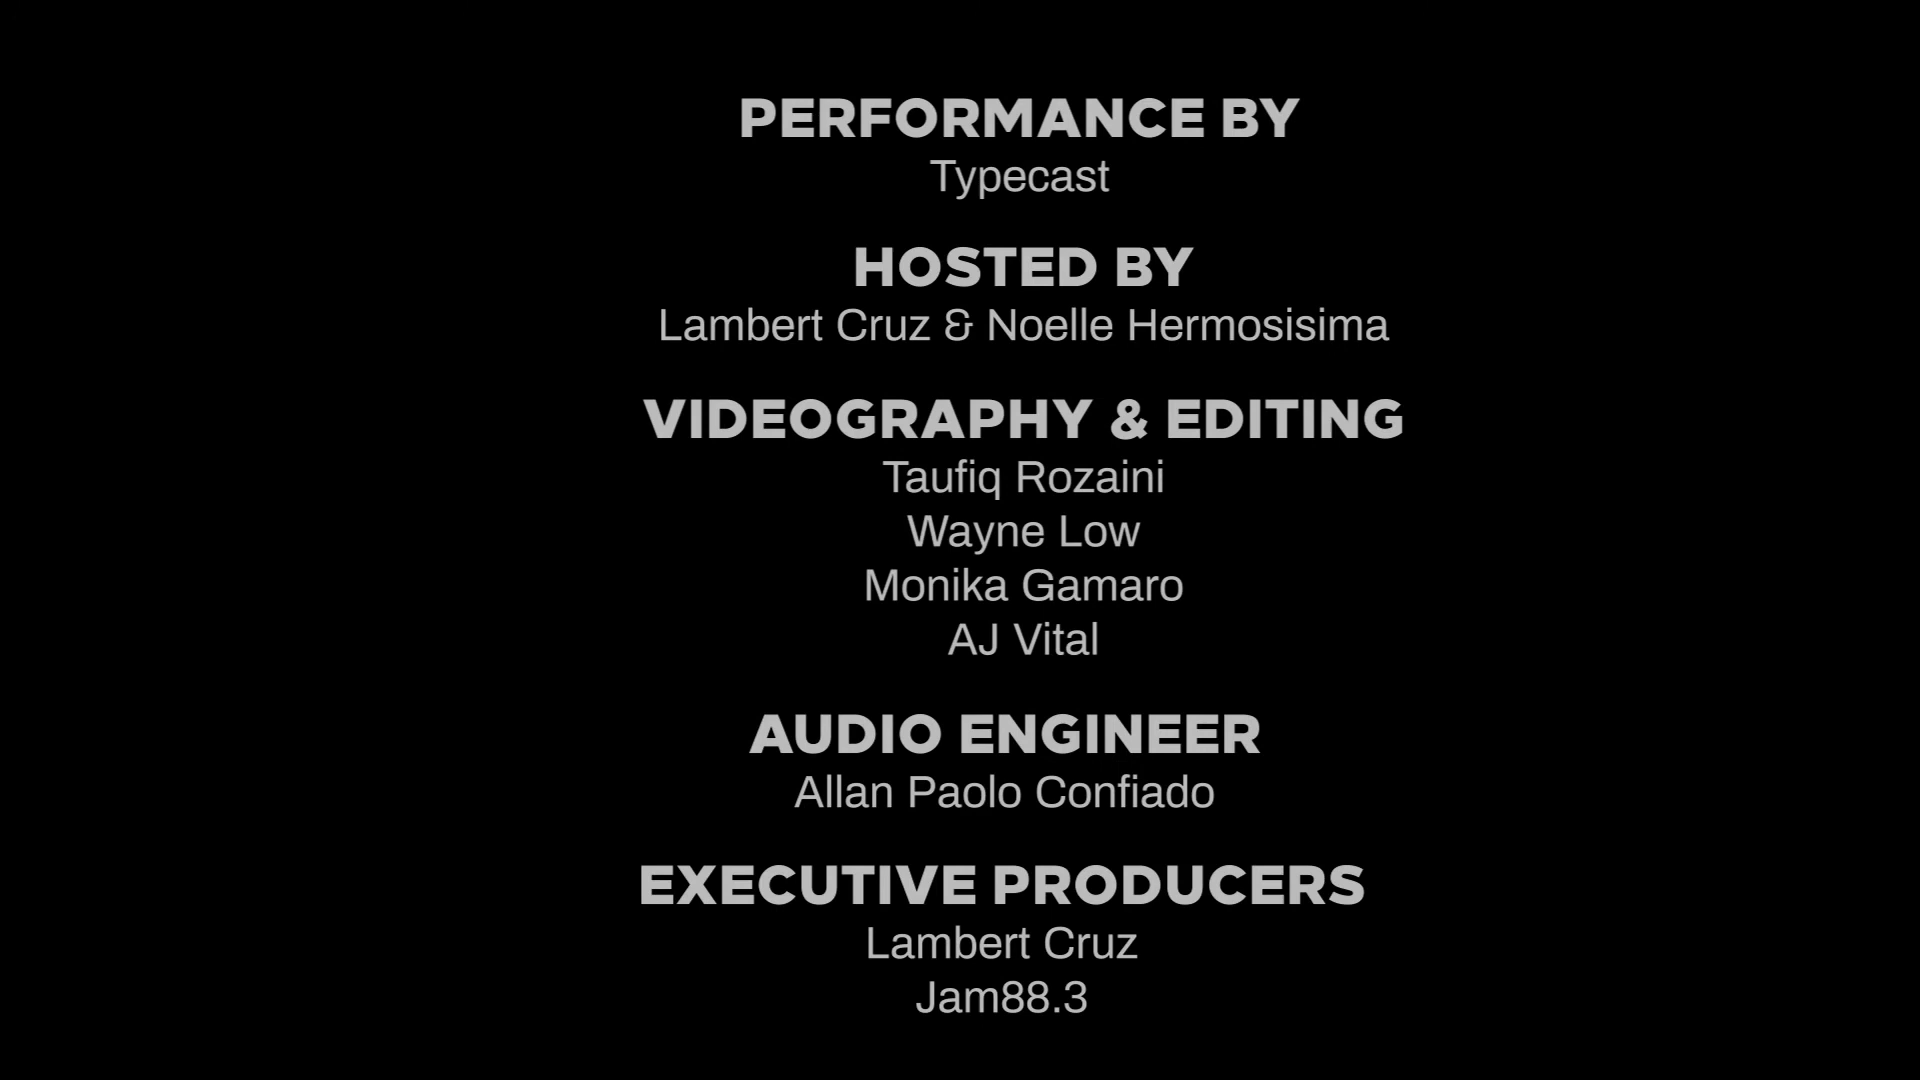 PERFORMANCE BY
Typecast
HOSTED BY
Lambert Cruz & Noelle Hermosisima
VIDEOGRAPHY & EDITING
Taufiq Rozaini
Wayne Low
Monika Gamaro
AJ Vital
AUDIO ENGINEER
Allan Paolo Confiado
EXECUTIVE PRODUCERS
Lambert Cruz
Jam88.3